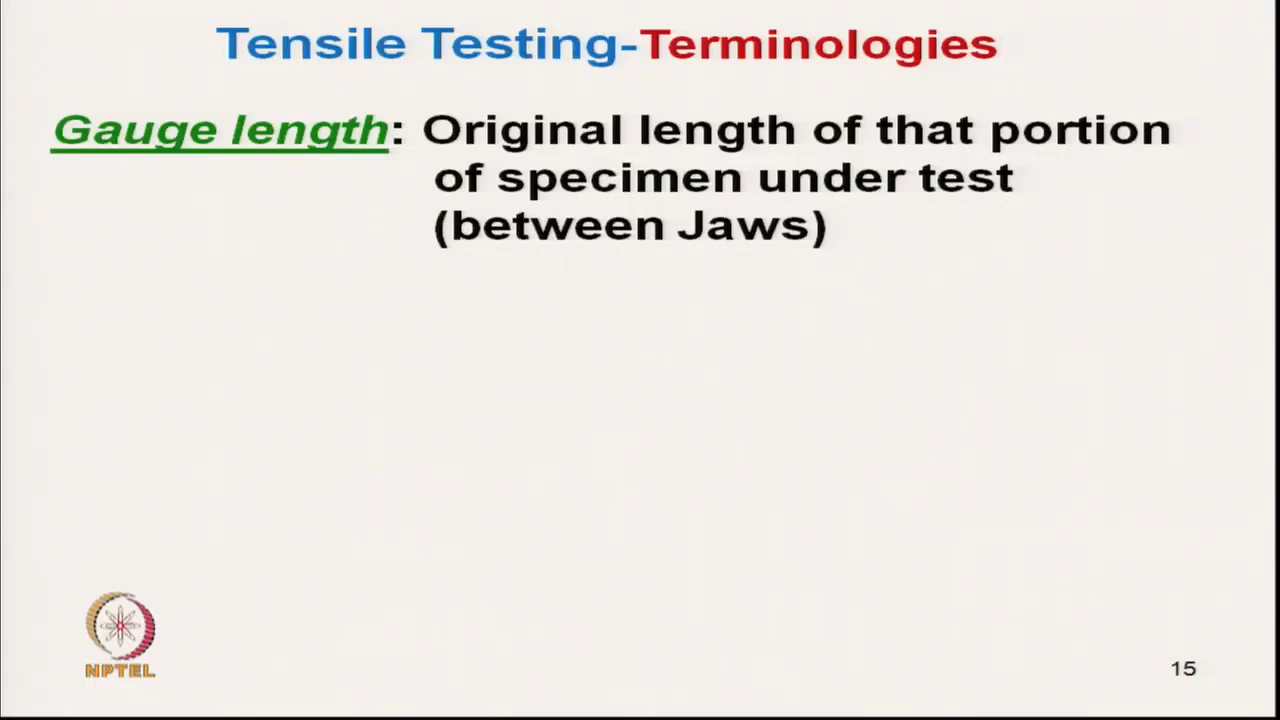 Tensile Testing-Terminologies
Gauge length: Original length of that portion
of specimen under test
(between Jaws)
NPTEL
15